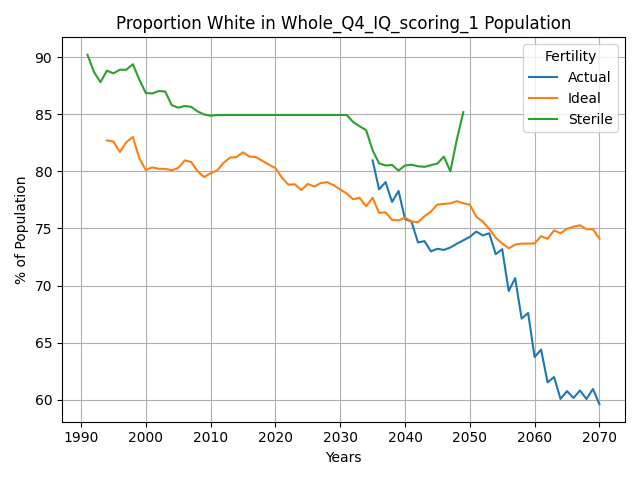 Proportion White in Whole_Q4_IQ_scoring_1 Population
% of Population
90
85
80
75
70
65
60
Fertility
Actual
Ideal
Sterile
1990 2000 2010 2020 2030 2040 2050 2060 2070
Years